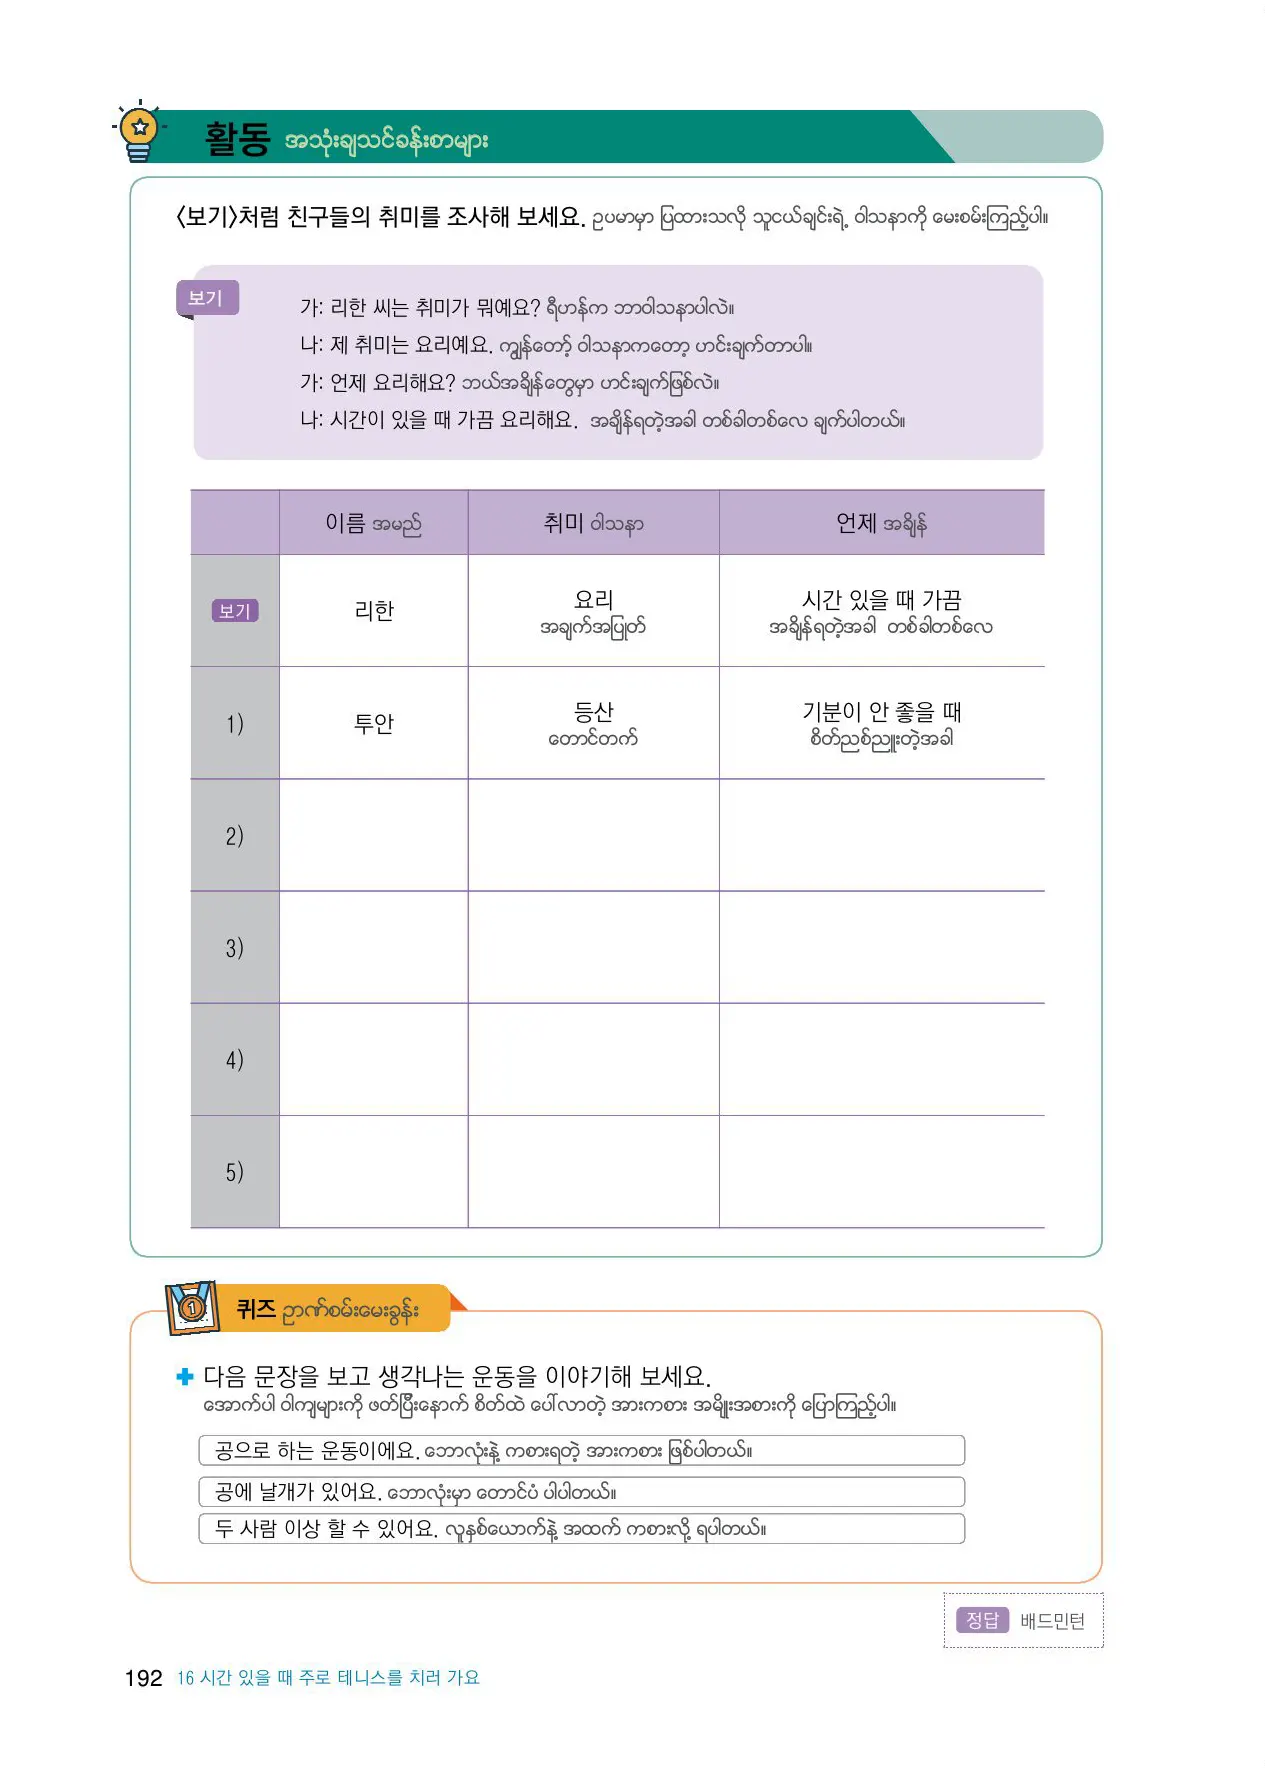 활동 အသုံးချသင်ခန်းစာများ
<보기>처럼 친구들의 취미를 조사해 보세요. ဥပမာမှာ ပြထားသလို သူငယ်ချင်းရဲ့ ဝါသနာကို မေးစမ်းကြည့်ပါ။
보기
가: 리한 씨는 취미가 뭐예요? ရီဟန်က ဘာဝါသနာပါလဲ။
나: 제 취미는 요리예요. ကျွန်တော့် ဝါသနာကတော့ ဟင်းချက်တာပါ။
가: 언제 요리해요? ဘယ်အချိန်တွေမှာ ဟင်းချက်ဖြစ်လဲ။
나: 시간이 있을 때 가끔 요리해요. အချိန်ရတဲ့အခါ တစ်ခါတစ်လေ ချက်ပါတယ်။
이름 အမည် 취미 ဝါသနာ 언제 အချိန်
보기 리한 요리 시간 있을 때 가끔
အချက်အပြုတ် အချိန်ရတဲ့အခါ တစ်ခါတစ်လေ
1) 투안 등산 기분이 안 좋을 때
တောင်တက် စိတ်ညစ်ညူးတဲ့အခါ
2)
3)
4)
5)
1
퀴즈 ဉာဏ်စမ်းမေးခွန်း
+ 다음 문장을 보고 생각나는 운동을 이야기해 보세요.
အောက်ပါ ဝါကျများကို ဖတ်ပြီးနောက် စိတ်ထဲ ပေါ်လာတဲ့ အားကစား အမျိုးအစားကို ပြောကြည့်ပါ။
공으로 하는 운동이에요. ဘောလုံးနဲ့ ကစားရတဲ့ အားကစား ဖြစ်ပါတယ်။
공에 날개가 있어요. ဘောလုံးမှာ တောင်ပံ ပါပါတယ်။
두 사람 이상 할 수 있어요. လူနှစ်ယောက်နဲ့ အထက် ကစားလို့ ရပါတယ်။
정답 배드민턴
192 16 시간 있을 때 주로 테니스를 치러 가요